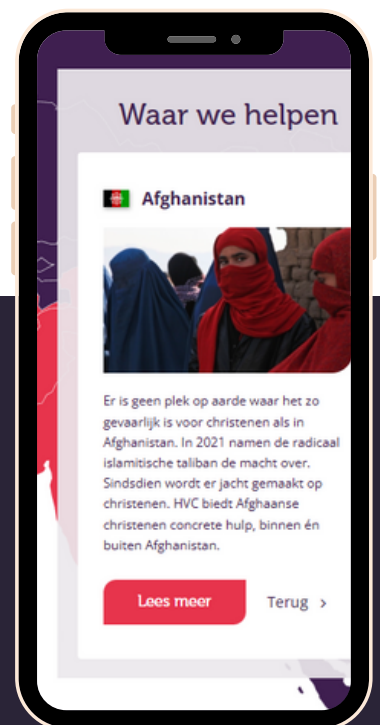 Waar we helpen
Afghanistan
Er is geen plek op aarde waar het zo
gevaarlijk is voor christenen als in
Afghanistan. In 2021 namen de radicaal
islamitische taliban de macht over.
Sindsdien wordt er jacht gemaakt op
christenen. HVC biedt Afghaanse
christenen concrete hulp, binnen én
buiten Afghanistan.
Lees meer
Terug >